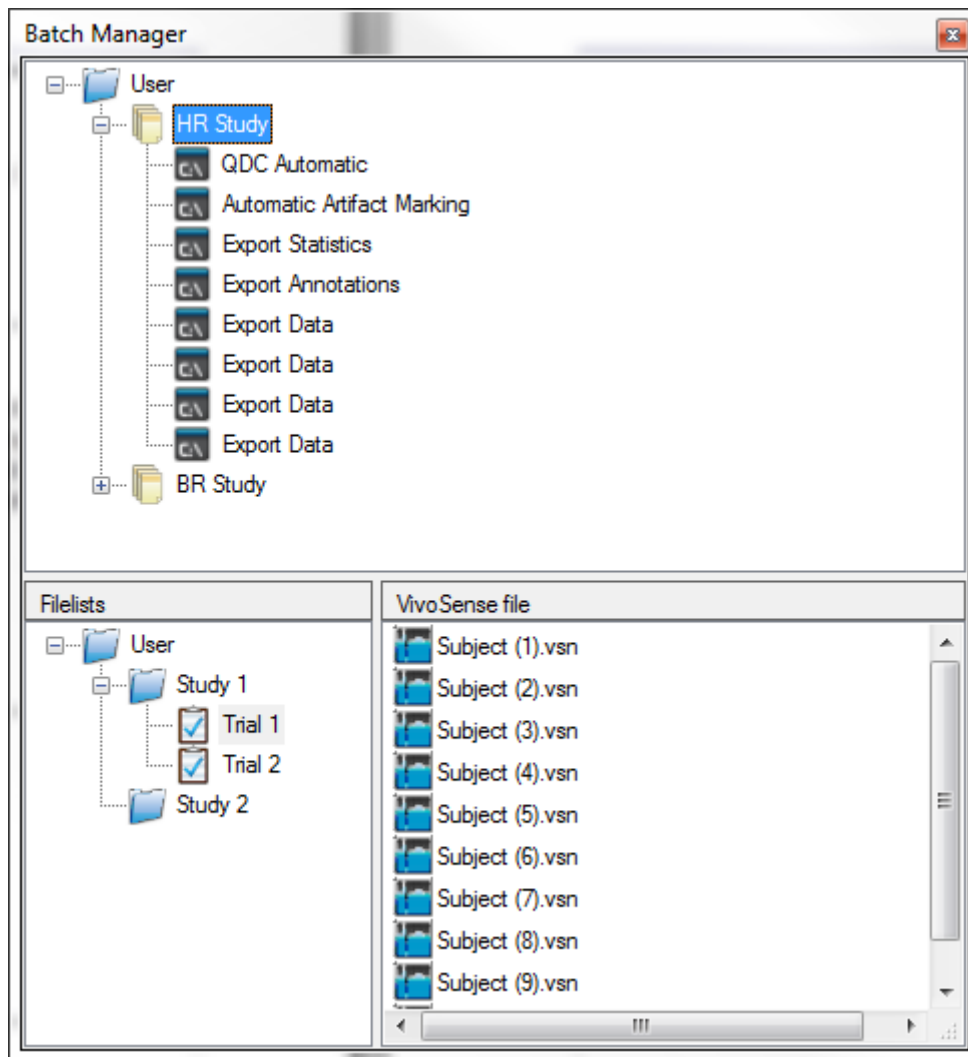 Batch Manager
User
HR Study
QDC Automatic
Automatic Artifact Marking
Export Statistics
Export Annotations
Export Data
Export Data
Export Data
Export Data
BR Study
Filelists
User
Study 1
Trial 1
Trial 2
Study 2
VivoSense file
Subject (1).vsn
Subject (2).vsn
Subject (3).vsn
Subject (4).vsn
Subject (5).vsn
Subject (6).vsn
Subject (7).vsn
Subject (8).vsn
Subject (9).vsn